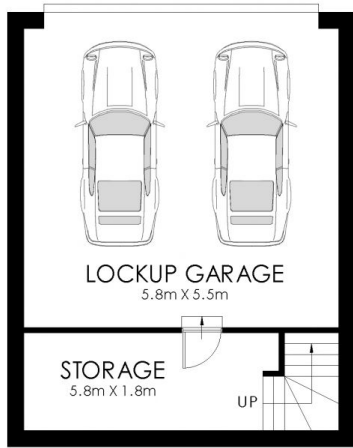 LOCKUP GARAGE
5.8m X 5.5m
STORAGE
5.8m X 1.8m
UP